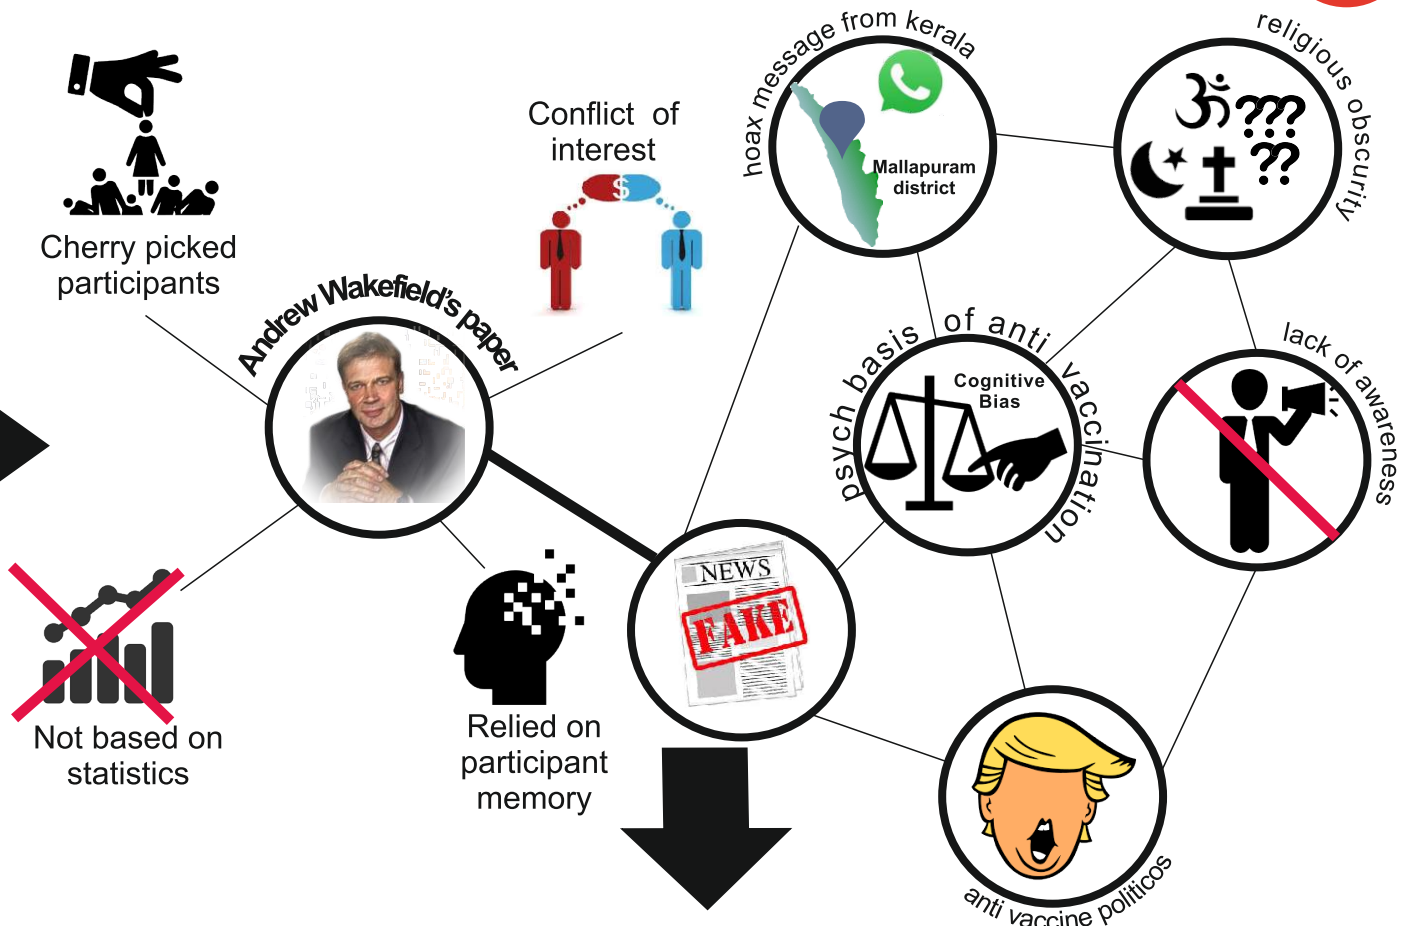 Cherry picked
participants
Conflict of
interest
Andrew Wakefield's paper
Not based on
statistics
Relied on
participant
memory
hoax message from kerala
Mallapuram
district
religious obscurity
???
??
psych basis of anti vaccination
Cognitive
Bias
lack of awareness
NEWS
FAKE
anti vaccine politicos
$
ॐ